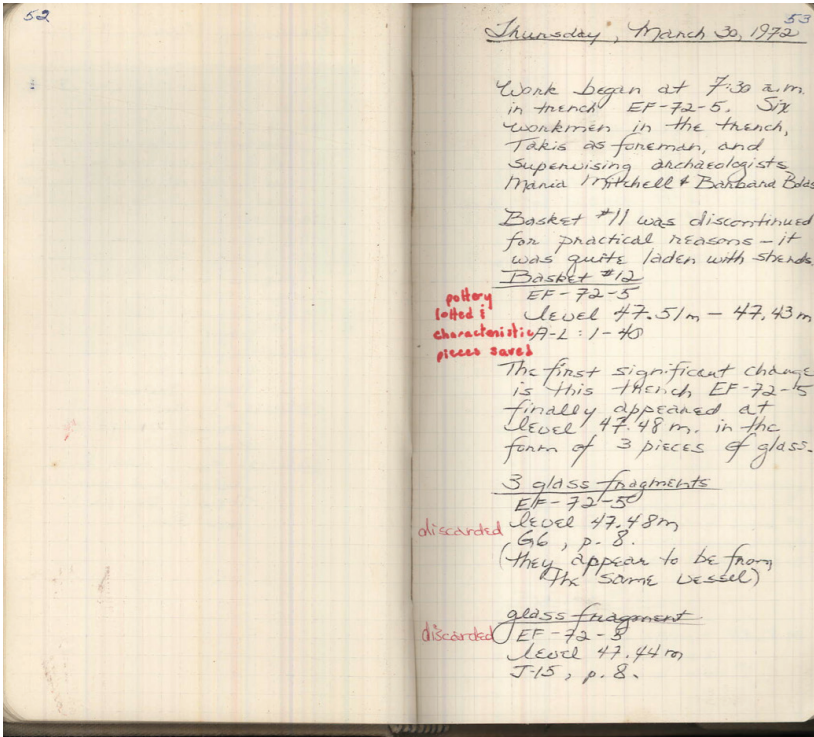 52
53
Thursday, March 30, 1972
Work began at 7:30 a.m.
in trench EF-72-5. Six
workmen in the trench,
Takis as foreman, and
supervising archaeologists
Maria Mitchell & Barbara
Basket #11 was discontinued
for practical reasons – it
was quite laden with sherds.
Basket #12
EF-72-5
level 47.51m – 47.43m
A-L : 1-40
pottery
lotted &
characteristic
pieces saved
The first significant change
is this trench EF-72-5
finally appeared at
level 47.48 m. in the
form of 3 pieces of glass.
3 glass fragments
EF-72-5
level 47.48m
G6, p. 8.
(they appear to be from
the same vessel)
discarded
glass fragment
EF-72-5
level 47.44m
J-15, p. 8.
discarded